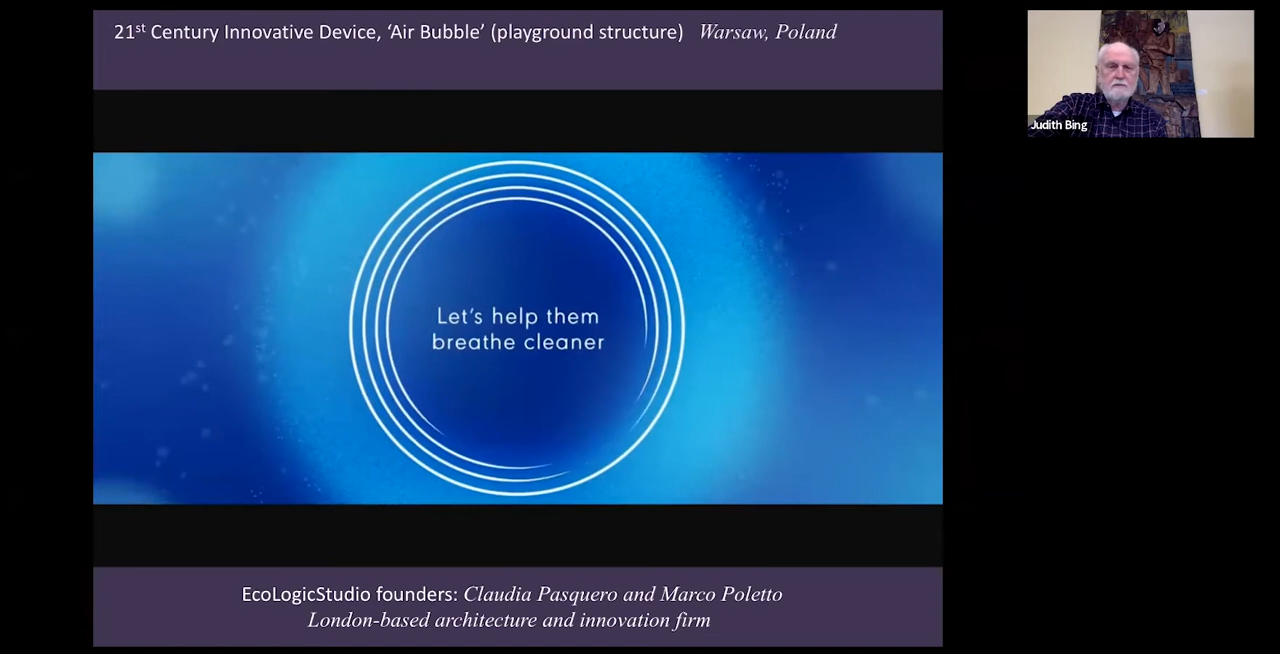 21st Century Innovative Device, ‘Air Bubble’ (playground structure) Warsaw, Poland
Judith Bing
Let's help them
breathe cleaner
EcoLogicStudio founders: Claudia Pasquero and Marco Poletto
London-based architecture and innovation firm